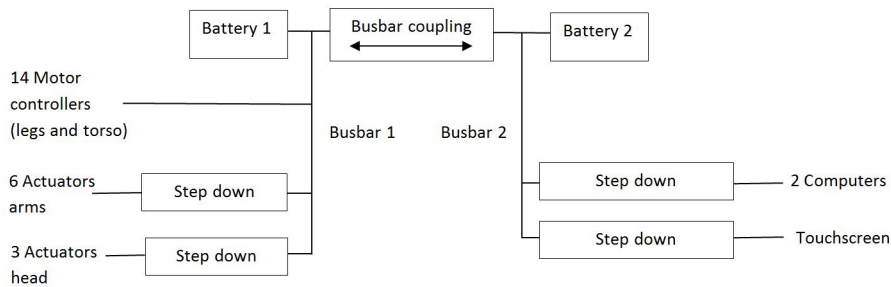 Battery 1
Busbar coupling
Battery 2
14 Motor
controllers
(legs and torso)
Busbar 1
Busbar 2
6 Actuators
arms
Step down
Step down
2 Computers
3 Actuators
head
Step down
Step down
Touchscreen